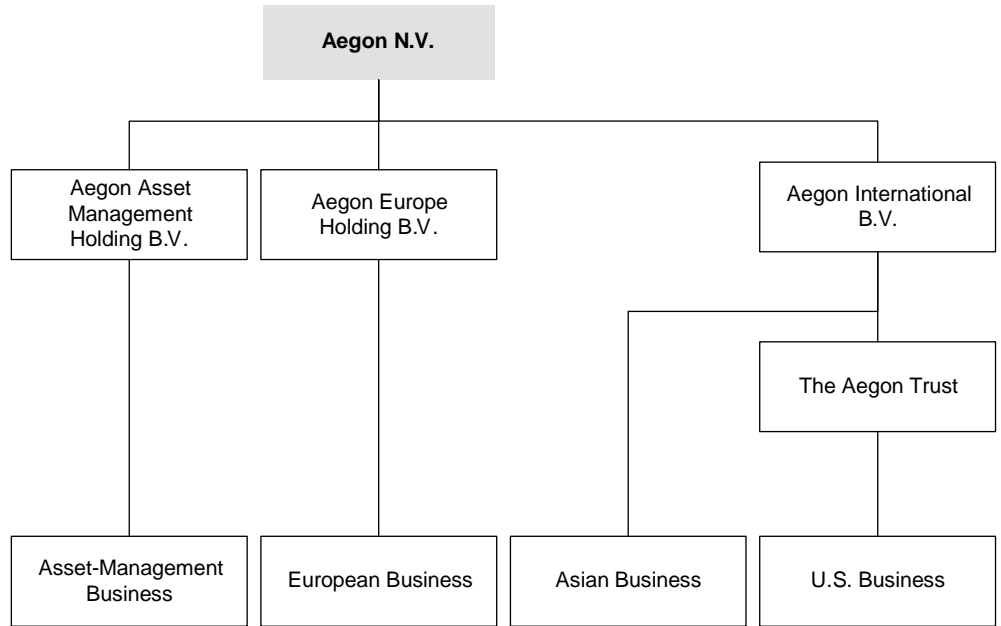 Aegon N.V.
Aegon Asset
Management
Holding B.V.
Aegon Europe
Holding B.V.
Aegon International
B.V.
The Aegon Trust
Asset-Management
Business
European Business
Asian Business
U.S. Business